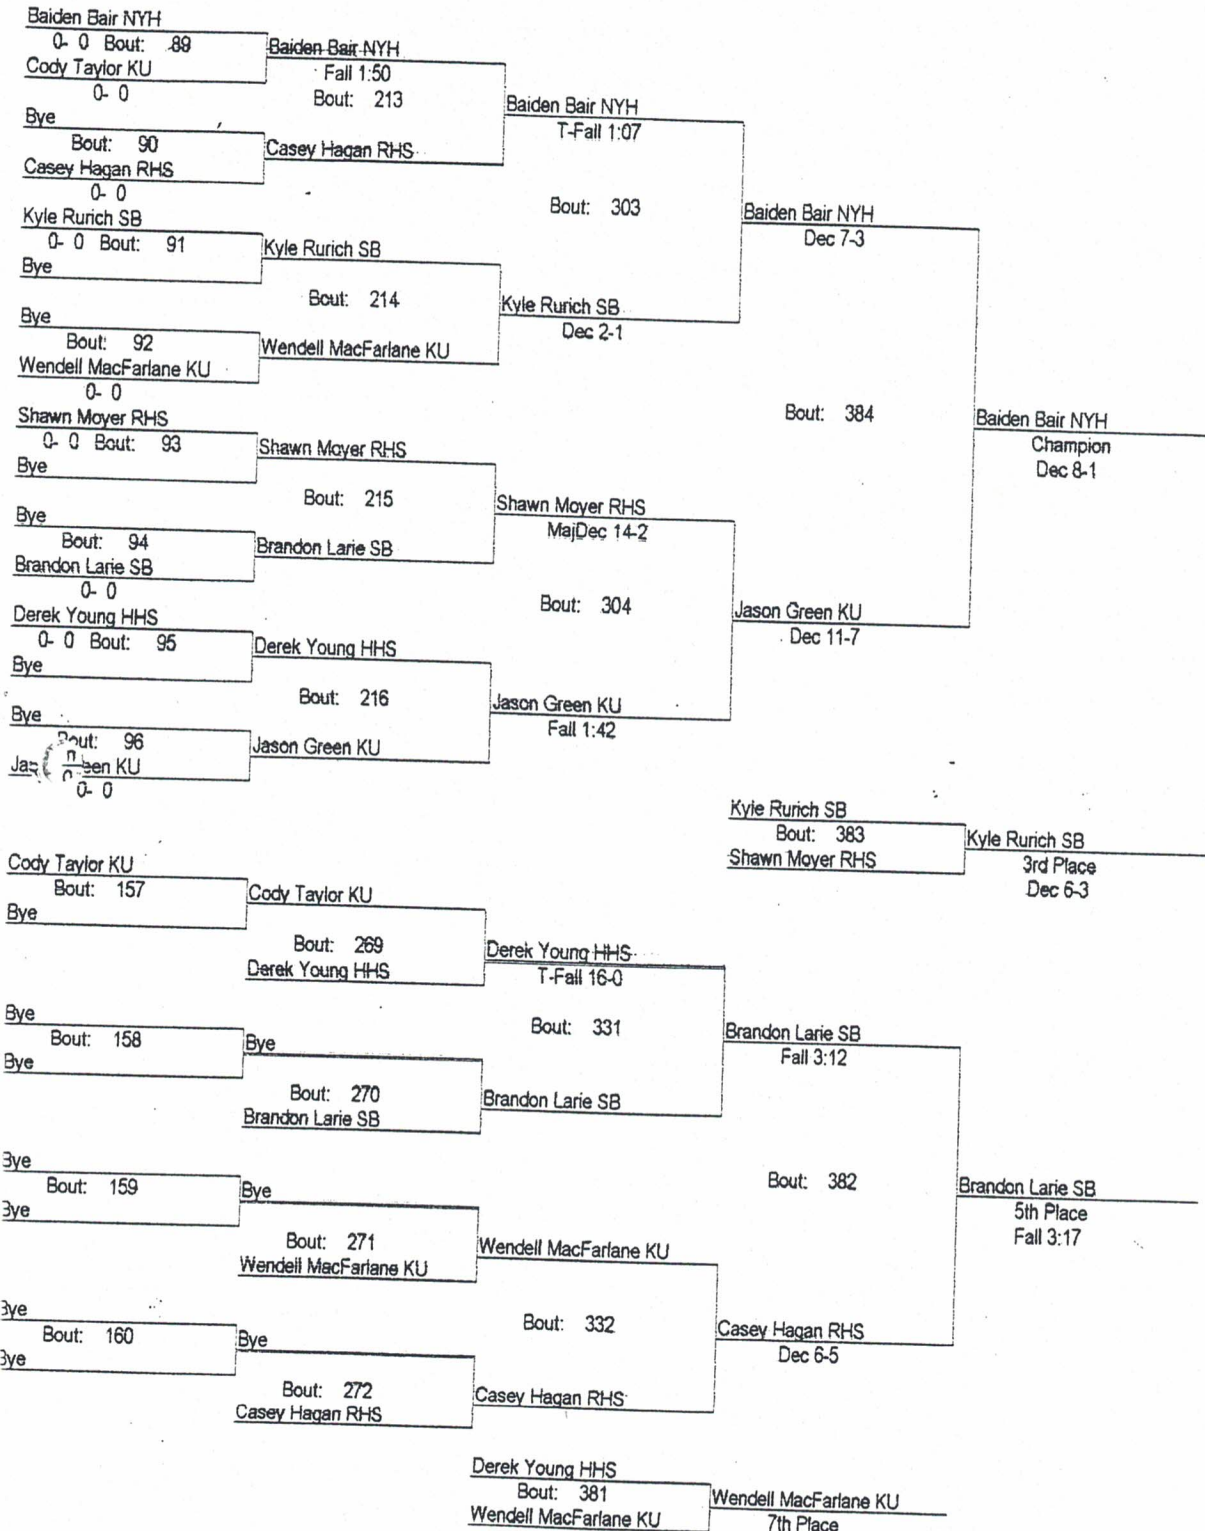 Baiden Bair NYH
0- 0 Bout: 89
Cody Taylor KU
0- 0
Baiden Bair NYH
Fall 1:50
Bout: 213
Bye
Bout: 90
Casey Hagan RHS
0- 0
Casey Hagan RHS
Baiden Bair NYH
T-Fall 1:07
Bout: 303
Kyle Rurich SB
0- 0 Bout: 91
Bye
Kyle Rurich SB
Bout: 214
Bye
Bout: 92
Wendell MacFarlane KU
0- 0
Wendell MacFarlane KU
Kyle Rurich SB
Dec 2-1
Baiden Bair NYH
Dec 7-3
Bout: 384
Shawn Moyer RHS
0- 0 Bout: 93
Bye
Shawn Moyer RHS
Bout: 215
Bye
Bout: 94
Brandon Larie SB
0- 0
Brandon Larie SB
Shawn Moyer RHS
MajDec 14-2
Bout: 304
Derek Young HHS
0- 0 Bout: 95
Bye
Derek Young HHS
Bout: 216
Bye
Bout: 96
KU
0- 0
Jason Green KU
Jason Green KU
Fall 1:42
Jason Green KU
Dec 11-7
Baiden Bair NYH
Champion
Dec 8-1
Kyle Rurich SB
Bout: 383
Shawn Moyer RHS
Kyle Rurich SB
3rd Place
Dec 6-3
Cody Taylor KU
Bout: 157
Bye
Cody Taylor KU
Bout: 269
Derek Young HHS
Derek Young HHS
T-Fall 16-0
Bout: 331
Bye
Bout: 158
Bye
Bye
Bout: 270
Brandon Larie SB
Brandon Larie SB
Brandon Larie SB
Fall 3:12
Bout: 382
Bye
Bout: 159
Bye
Bye
Bout: 271
Wendell MacFarlane KU
Wendell MacFarlane KU
Bout: 332
Bye
Bout: 160
Bye
Bye
Bout: 272
Casey Hagan RHS
Casey Hagan RHS
Casey Hagan RHS
Dec 6-5
Brandon Larie SB
5th Place
Fall 3:17
Derek Young HHS
Bout: 381
Wendell MacFarlane KU
Wendell MacFarlane KU
7th Place